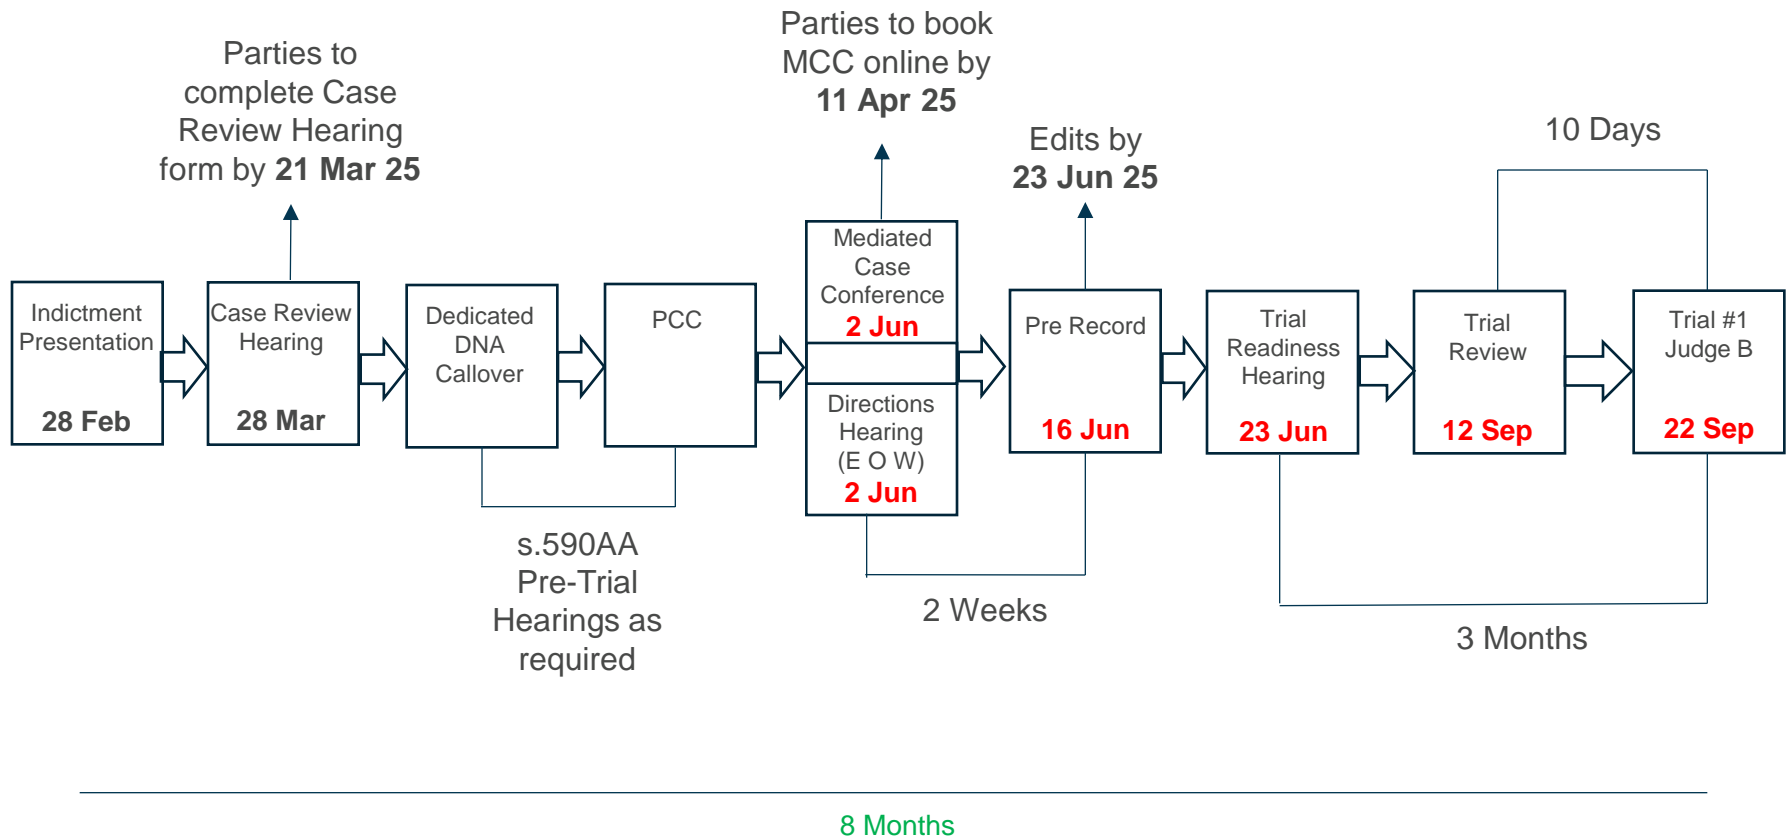 Parties to
complete Case
Review Hearing
form by 21 Mar 25
Parties to book
MCC online by
11 Apr 25
Edits by
23 Jun 25
10 Days
Indictment
Presentation
28 Feb
Case Review
Hearing
28 Mar
Dedicated
DNA
Callover
PCC
Mediated
Case
Conference
2 Jun
Directions
Hearing
(E O W)
2 Jun
Pre Record
16 Jun
Trial
Readiness
Hearing
23 Jun
Trial
Review
12 Sep
Trial #1
Judge B
22 Sep
s.590AA
Pre-Trial
Hearings as
required
2 Weeks
3 Months
8 Months